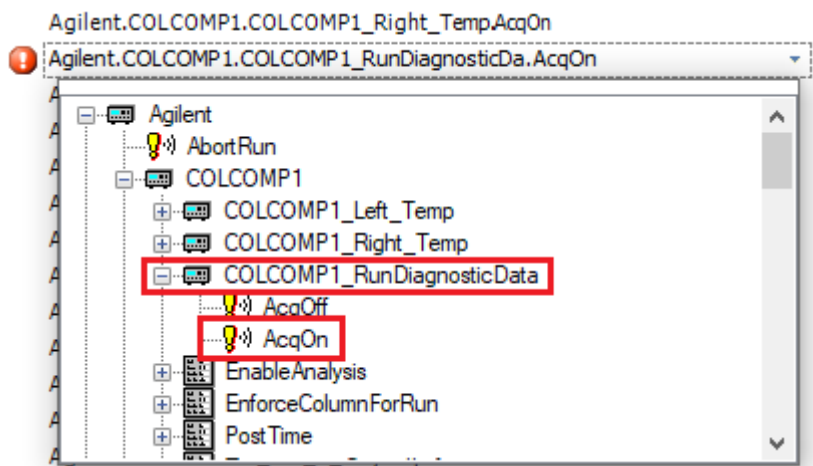 Agilent.COLCOMP1.COLCOMP1_Right_Temp.AcqOn
Agilent.COLCOMP1.COLCOMP1_RunDiagnosticDa.AcqOn
Agilent
AbortRun
COLCOMP1
COLCOMP1_Left_Temp
COLCOMP1_Right_Temp
COLCOMP1_RunDiagnosticData
AcqOff
AcqOn
EnableAnalysis
EnforceColumnForRun
PostTime